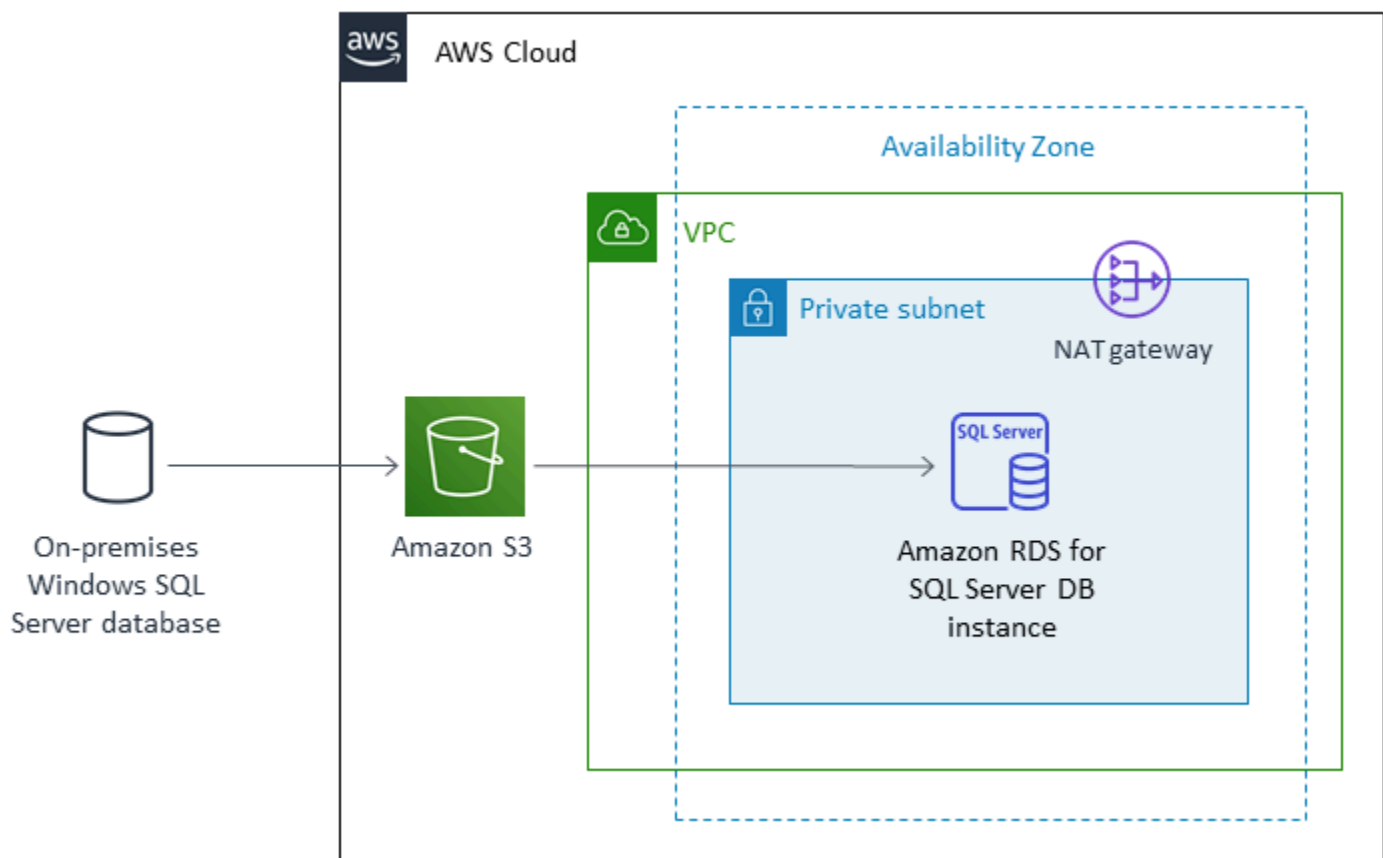 aws
AWS Cloud
Availability Zone
VPC
Private subnet
NAT gateway
SQL Server
On-premises
Windows SQL
Server database
Amazon S3
Amazon RDS for
SQL Server DB
instance